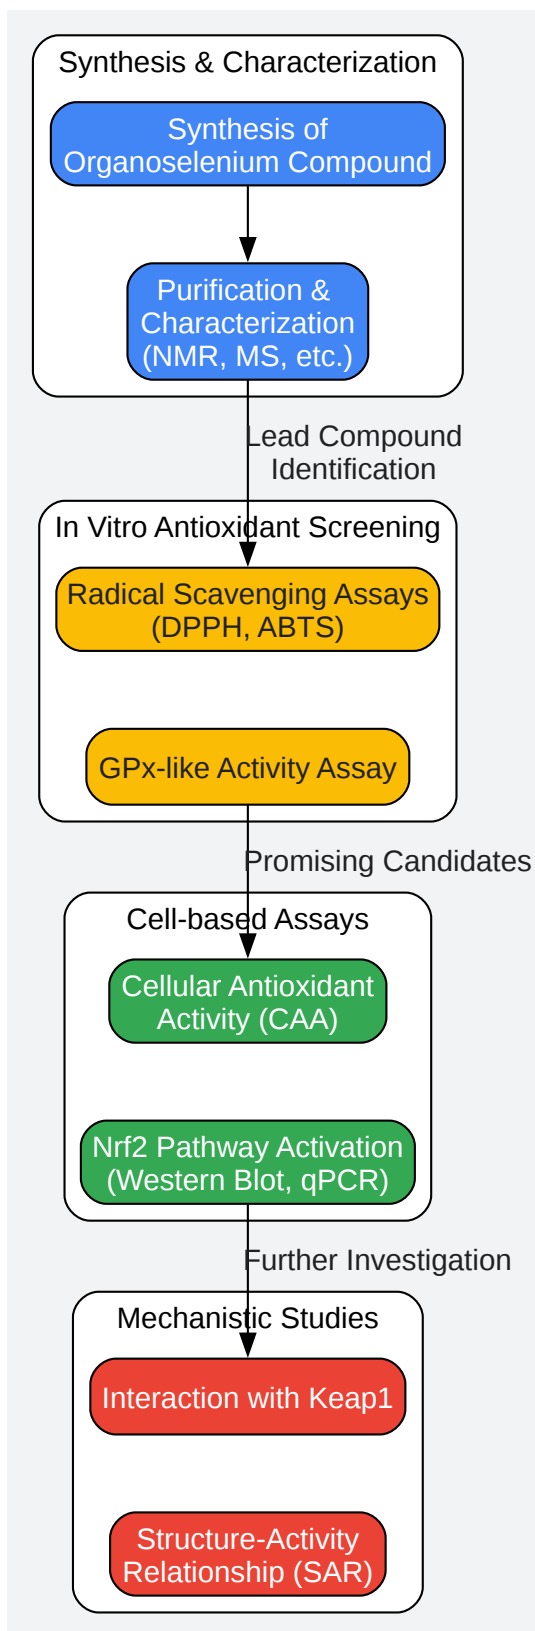 Synthesis & Characterization
Synthesis of
Organoselenium Compound
Purification &
Characterization
(NMR, MS, etc.)
Lead Compound
Identification
In Vitro Antioxidant Screening
Radical Scavenging Assays
(DPPH, ABTS)
GPx-like Activity Assay
Promising Candidates
Cell-based Assays
Cellular Antioxidant
Activity (CAA)
Nrf2 Pathway Activation
(Western Blot, qPCR)
Further Investigation
Mechanistic Studies
Interaction with Keap1
Structure-Activity
Relationship (SAR)